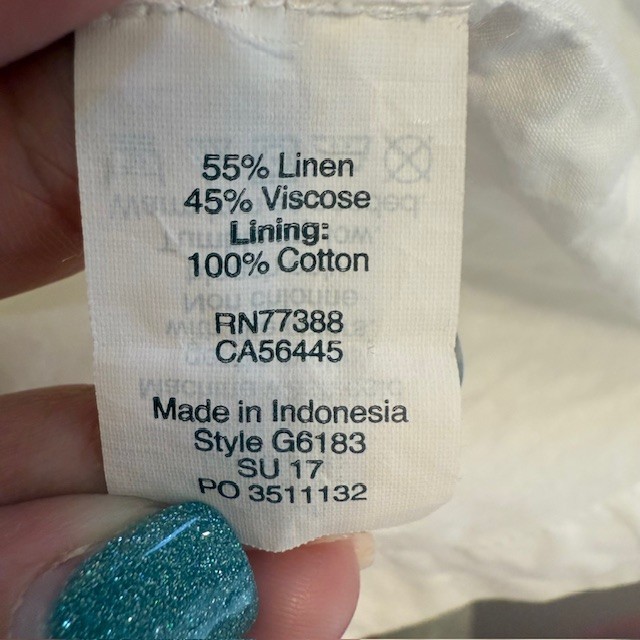 55% Linen
45% Viscose
Lining:
100% Cotton
RN77388
CA56445
Made in Indonesia
Style G6183
SU 17
PO 3511132